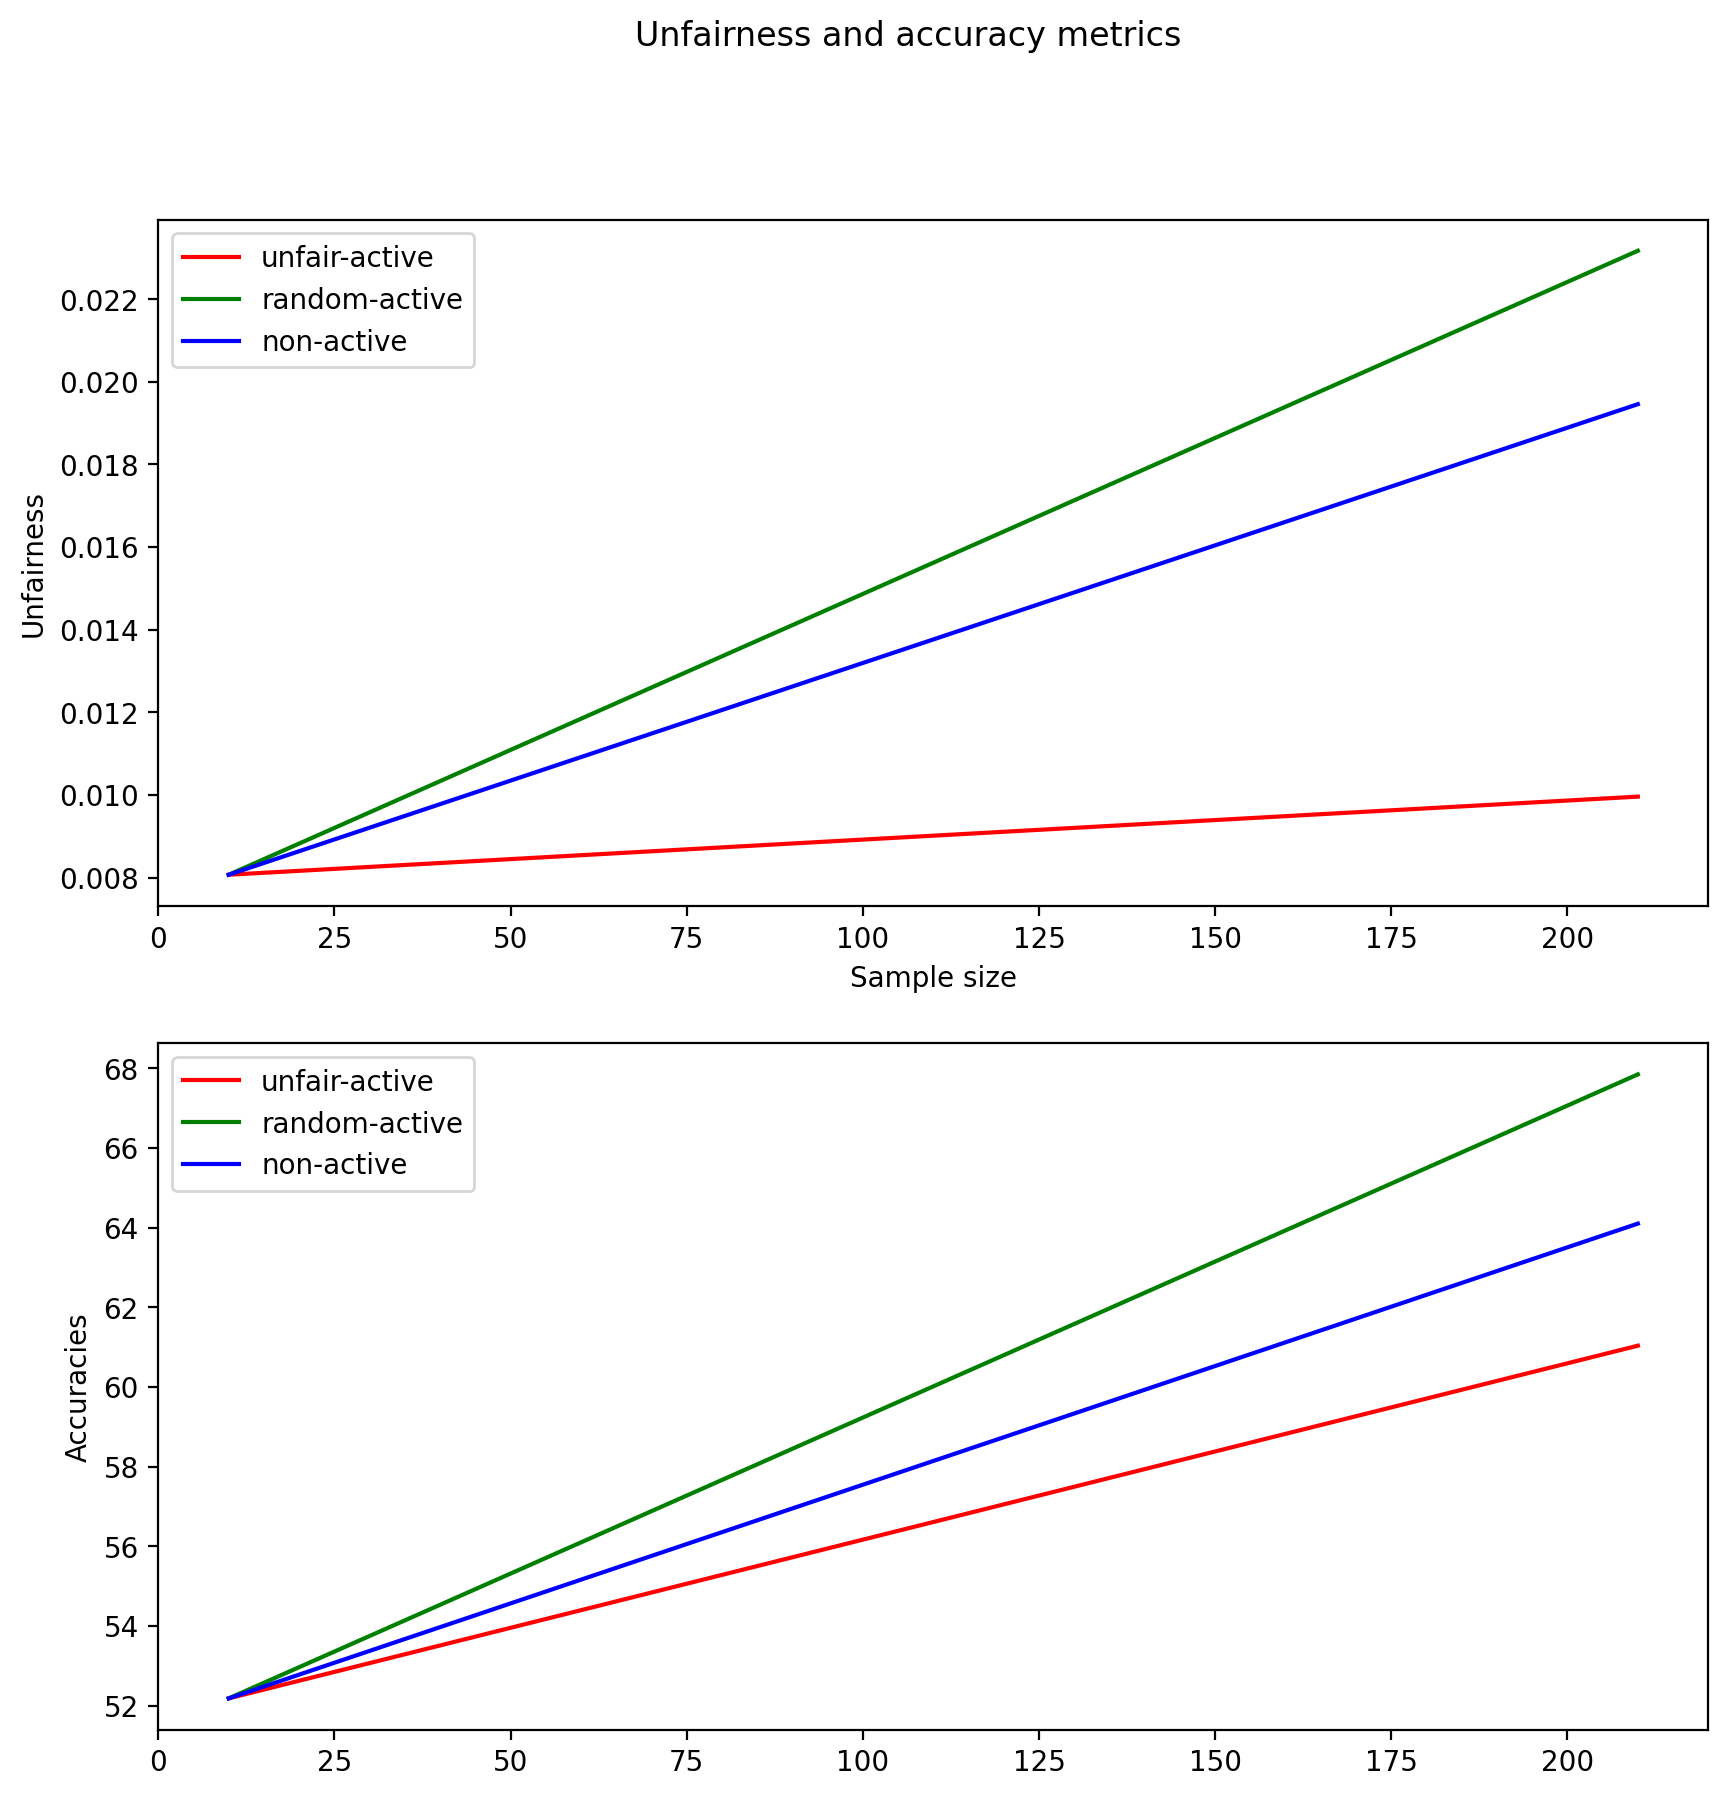 Unfairness and accuracy metrics
unfair-active
random-active
non-active
0.022
0.020
0.018
0.016
0.014
0.012
0.010
0.008
Unfairness
0 25 50 75 100 125 150 175 200
Sample size
unfair-active
random-active
non-active
68
66
64
62
60
58
56
54
52
Accuracies
0 25 50 75 100 125 150 175 200